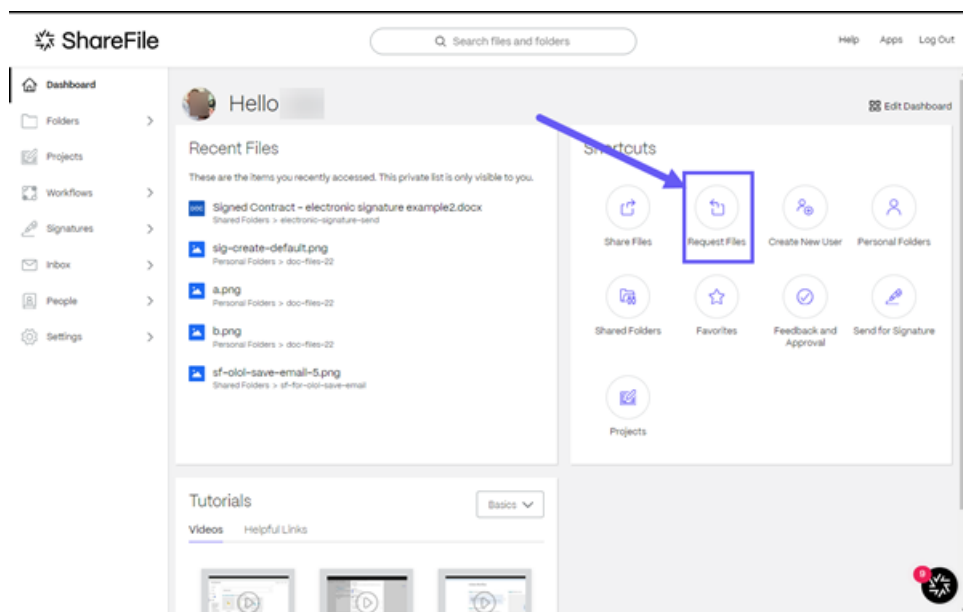 ShareFile
Search files and folders
Help Apps Log Out
Dashboard
Folders
Projects
Workflows
Signatures
Inbox
People
Settings
Hello
Edit Dashboard
Recent Files
These are the items you recently accessed. This private list is only visible to you.
DOC
Signed Contract - electronic signature example2.docx
Shared Folders > electronic-signature-send
sig-create-default.png
Personal Folders > doc-files-22
a.png
Personal Folders > doc-files-22
b.png
Personal Folders > doc-files-22
sf-olol-save-email-5.png
Shared Folders > sf-for-olol-save-email
Shortcuts
Share Files
Request Files
Create New User
Personal Folders
Shared Folders
Favorites
Feedback and
Approval
Send for Signature
Projects
Tutorials
Basics
Videos Helpful Links
9